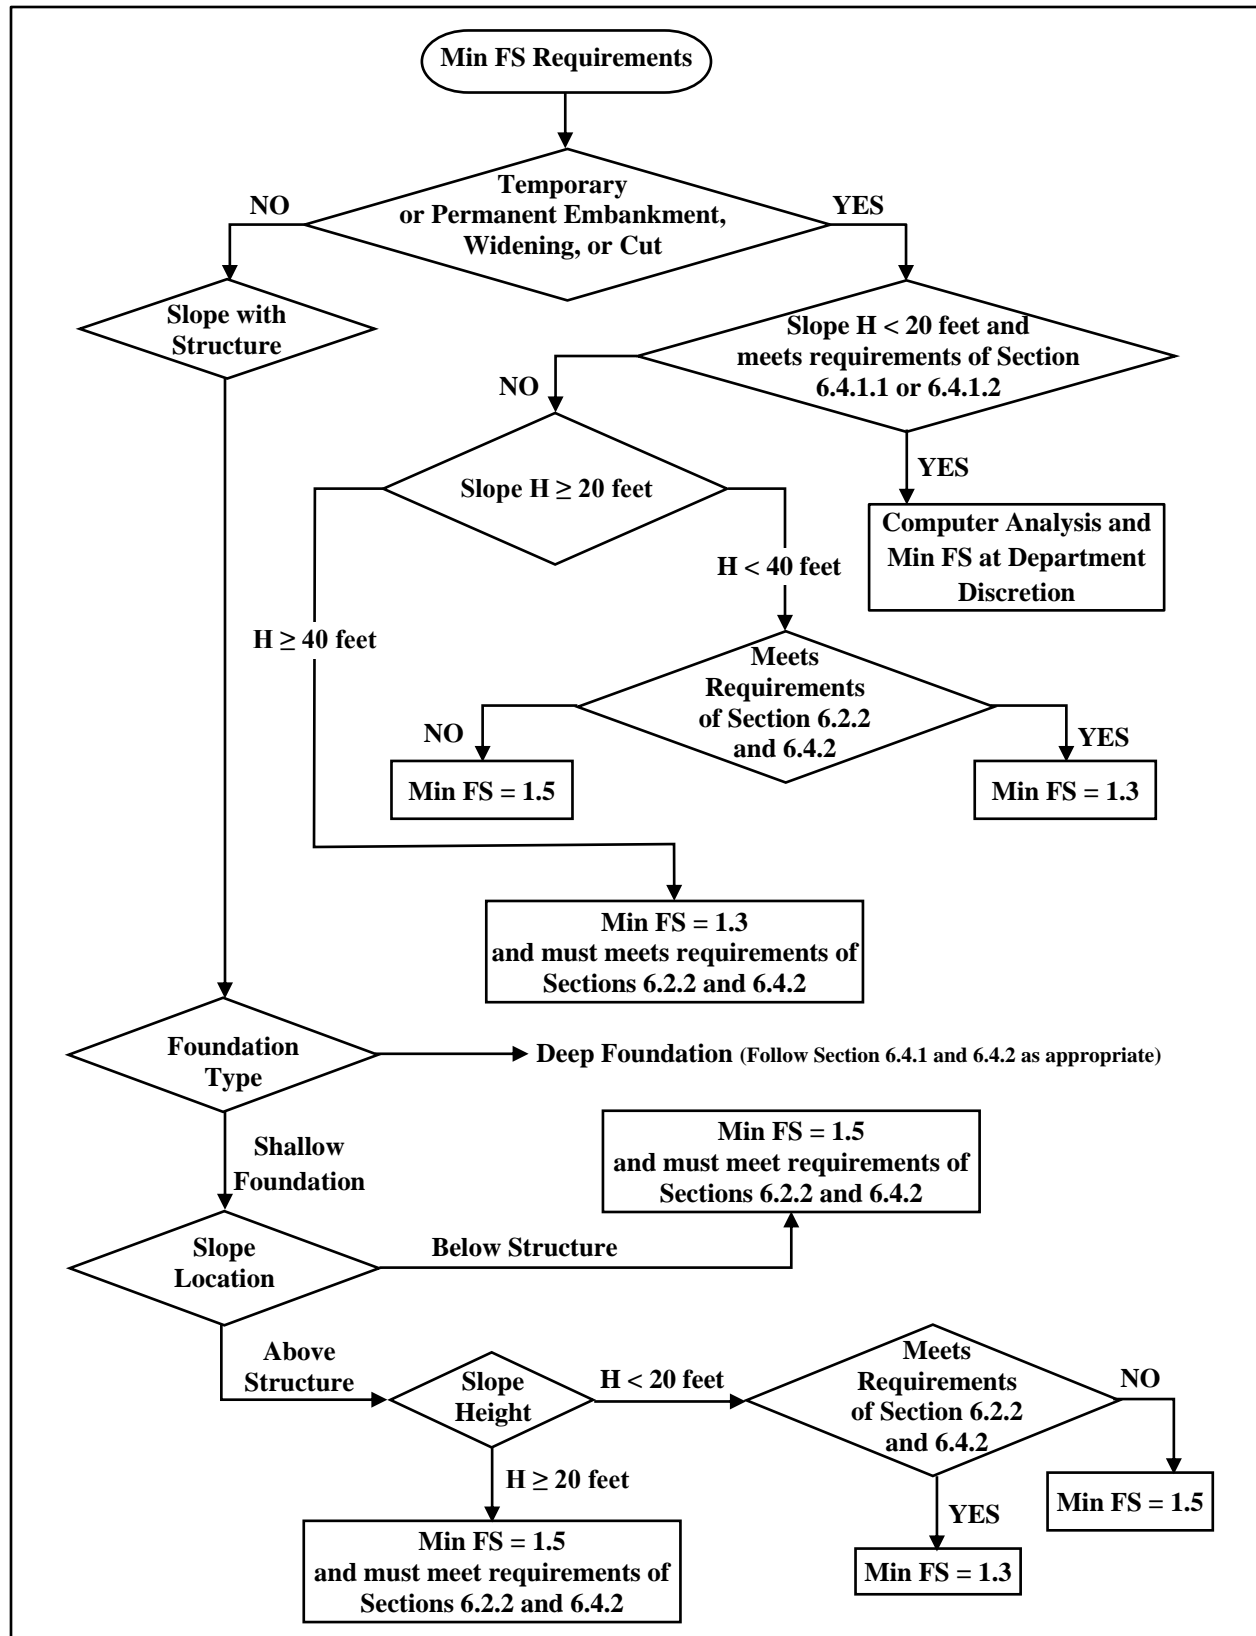 Min FS Requirements
Temporary
or Permanent Embankment,
Widening, or Cut
NO
YES
Slope with
Structure
Slope H < 20 feet and
meets requirements of Section
6.4.1.1 or 6.4.1.2
NO
YES
Slope H ≥ 20 feet
Computer Analysis and
Min FS at Department
Discretion
H < 40 feet
H ≥ 40 feet
Meets
Requirements
of Section 6.2.2
and 6.4.2
NO
YES
Min FS = 1.5
Min FS = 1.3
Min FS = 1.3
and must meets requirements of
Sections 6.2.2 and 6.4.2
Foundation
Type
Deep Foundation (Follow Section 6.4.1 and 6.4.2 as appropriate)
Shallow
Foundation
Min FS = 1.5
and must meet requirements of
Sections 6.2.2 and 6.4.2
Slope
Location
Below Structure
Above
Structure
Slope
Height
H < 20 feet
Meets
Requirements
of Section 6.2.2
and 6.4.2
NO
H ≥ 20 feet
YES
Min FS = 1.5
Min FS = 1.5
and must meet requirements of
Sections 6.2.2 and 6.4.2
Min FS = 1.3